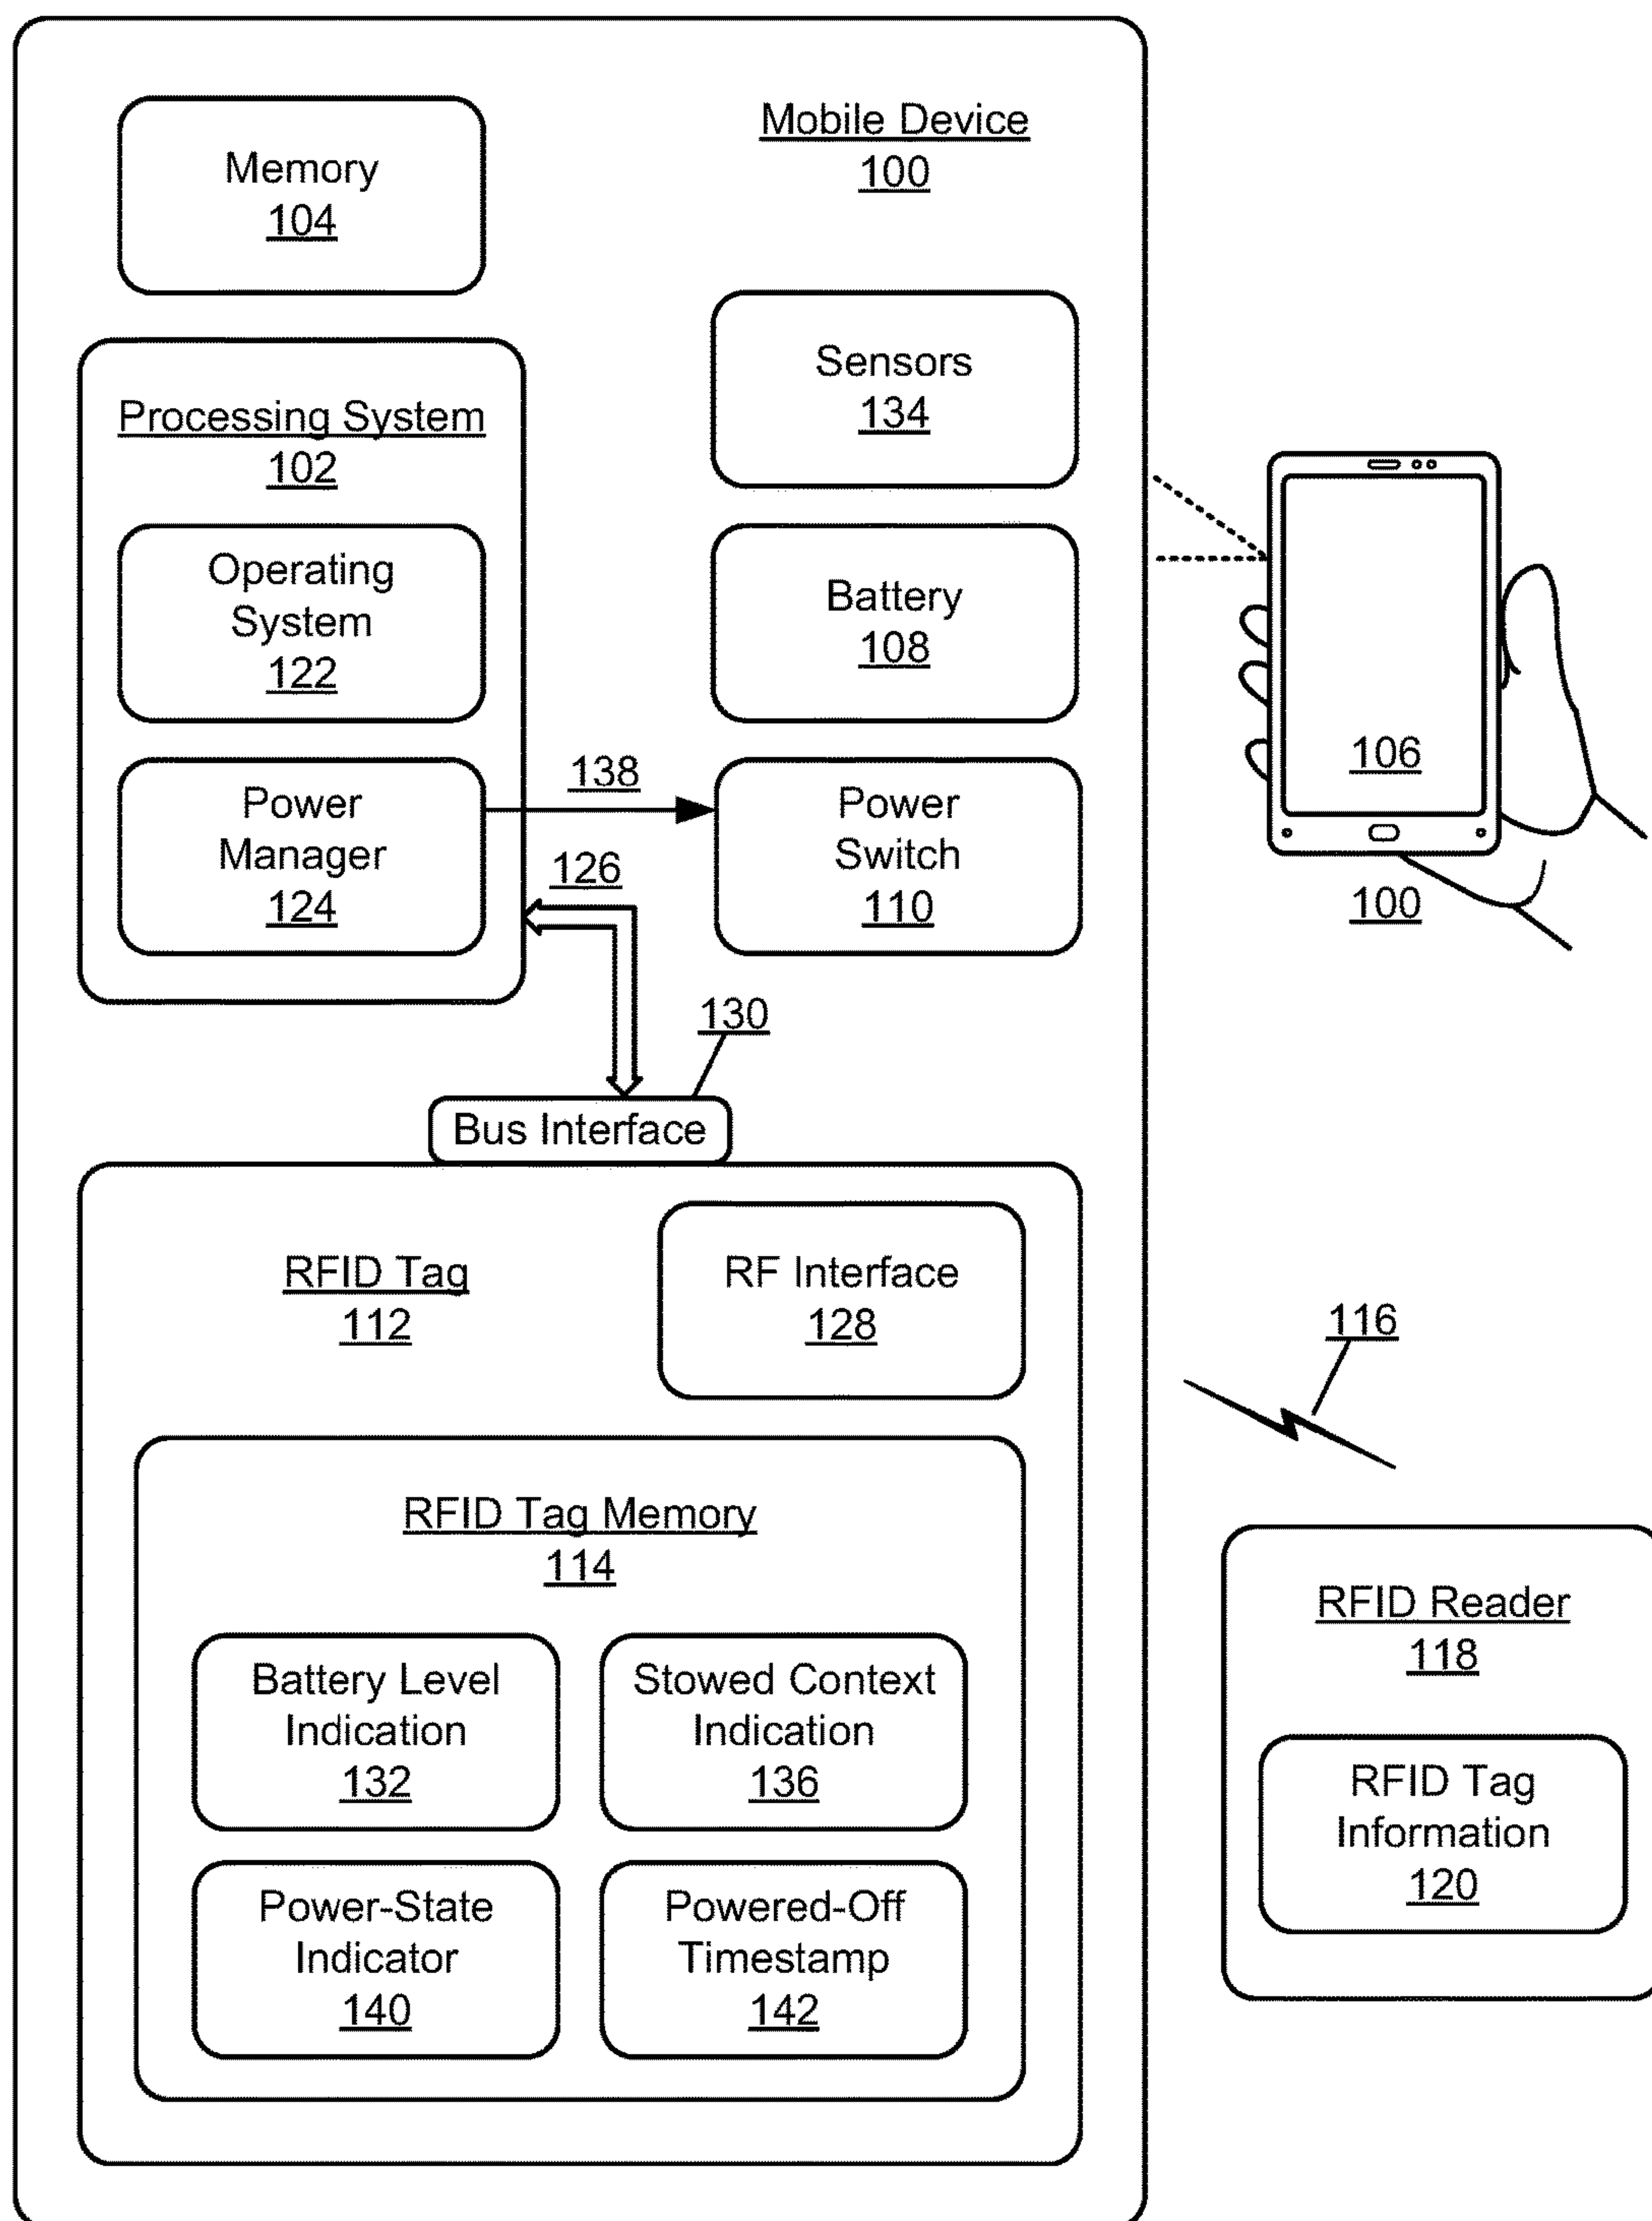 Mobile Device
100
Memory
104
Sensors
134
Processing System
102
Operating
System
122
Battery
108
Power
Manager
124
138
Power
Switch
110
126
106
100
130
Bus Interface
RFID Tag
112
RF Interface
128
116
RFID Tag Memory
114
Battery Level
Indication
132
Stowed Context
Indication
136
Power-State
Indicator
140
Powered-Off
Timestamp
142
RFID Reader
118
RFID Tag
Information
120